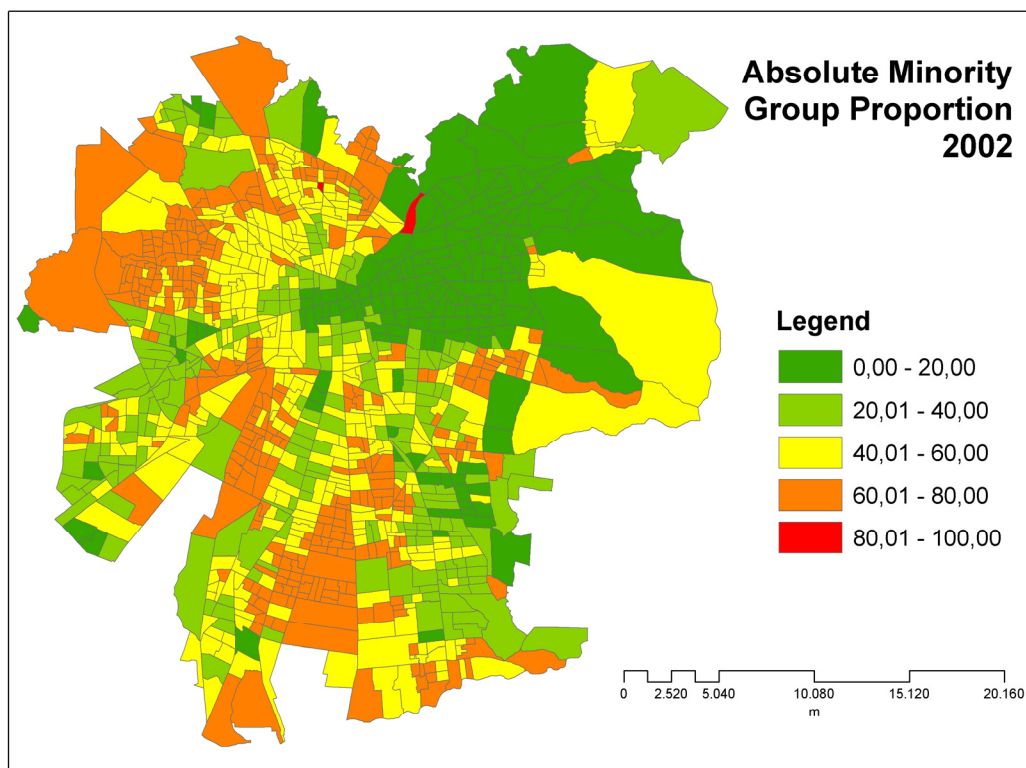 Absolute Minority
Group Proportion
2002
Legend
0,00 - 20,00
20,01 - 40,00
40,01 - 60,00
60,01 - 80,00
80,01 - 100,00
0 2.520 5.040 10.080 15.120 20.160
m